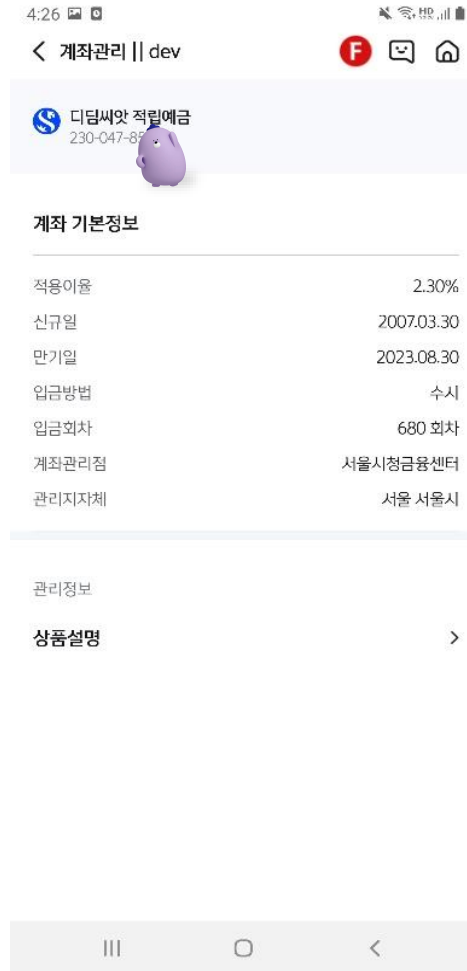 4:26
계좌관리 || dev
F
디딤씨앗 적립예금
230-047-8
계좌 기본정보
적용이율 2.30%
신규일 2007.03.30
만기일 2023.08.30
입금방법 수시
입금회차 680 회차
계좌관리점 서울시청금융센터
관리지자체 서울 서울시
관리정보
상품설명